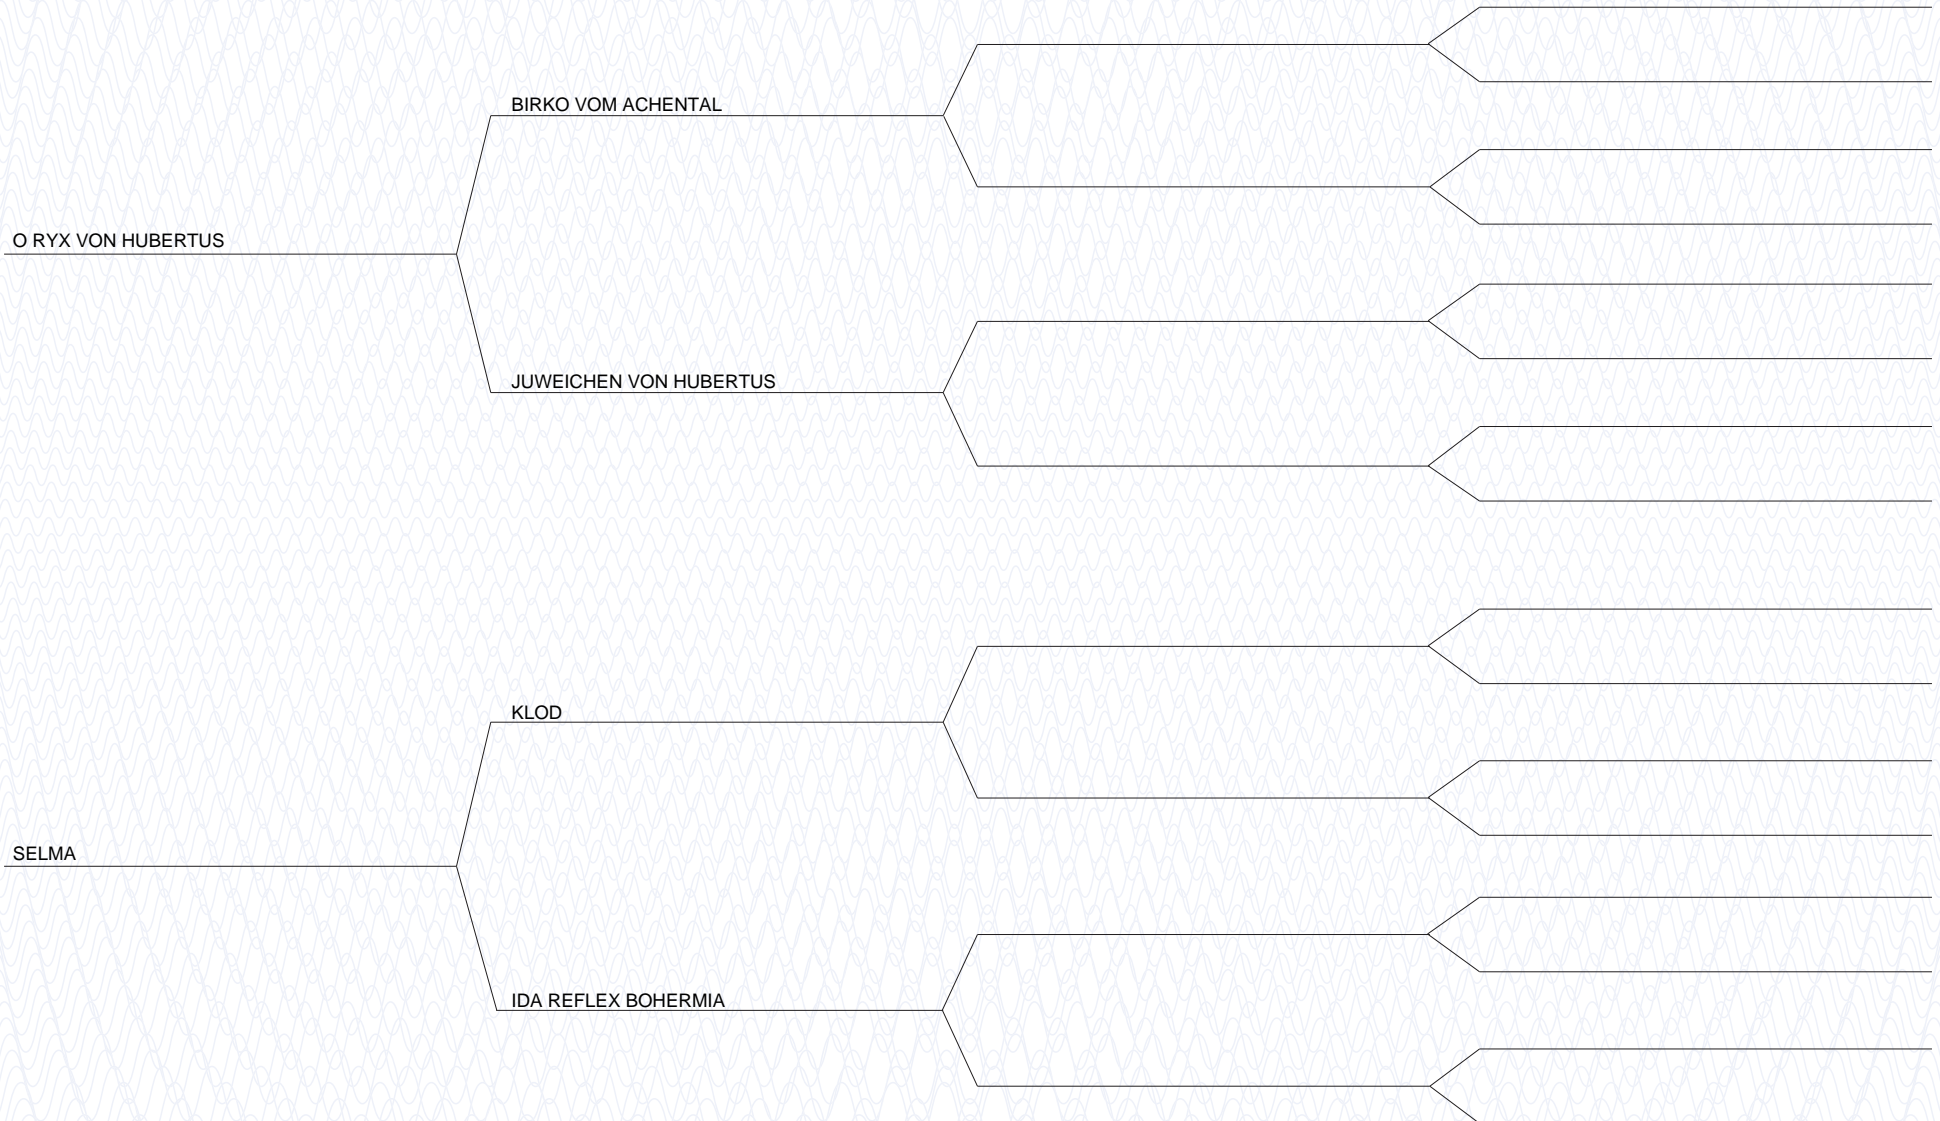 BIRKO VOM ACHENTAL
O RYX VON HUBERTUS
JUWEICHEN VON HUBERTUS
KLOD
SELMA
IDA REFLEX BOHERMIA